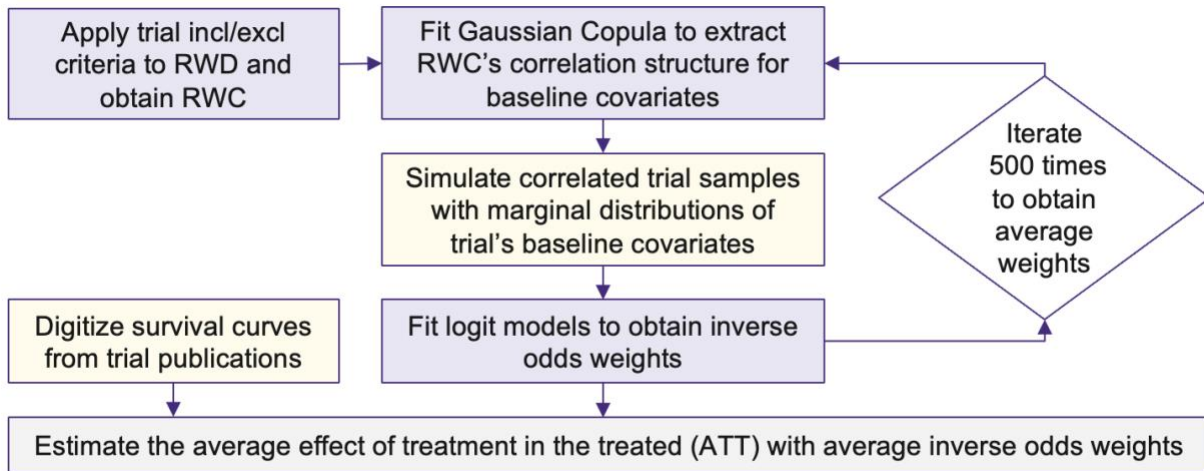 Apply trial incl/excl
criteria to RWD and
obtain RWC
Fit Gaussian Copula to extract
RWC's correlation structure for
baseline covariates
Iterate
500 times
to obtain
average
weights
Simulate correlated trial samples
with marginal distributions of
trial's baseline covariates
Digitize survival curves
from trial publications
Fit logit models to obtain inverse
odds weights
Estimate the average effect of treatment in the treated (ATT) with average inverse odds weights